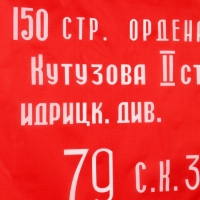 150 СТР. ОРДЕНА
КУТУЗОВА II СТ
ИДРИЦК. ДИВ.
79 С.К. 3